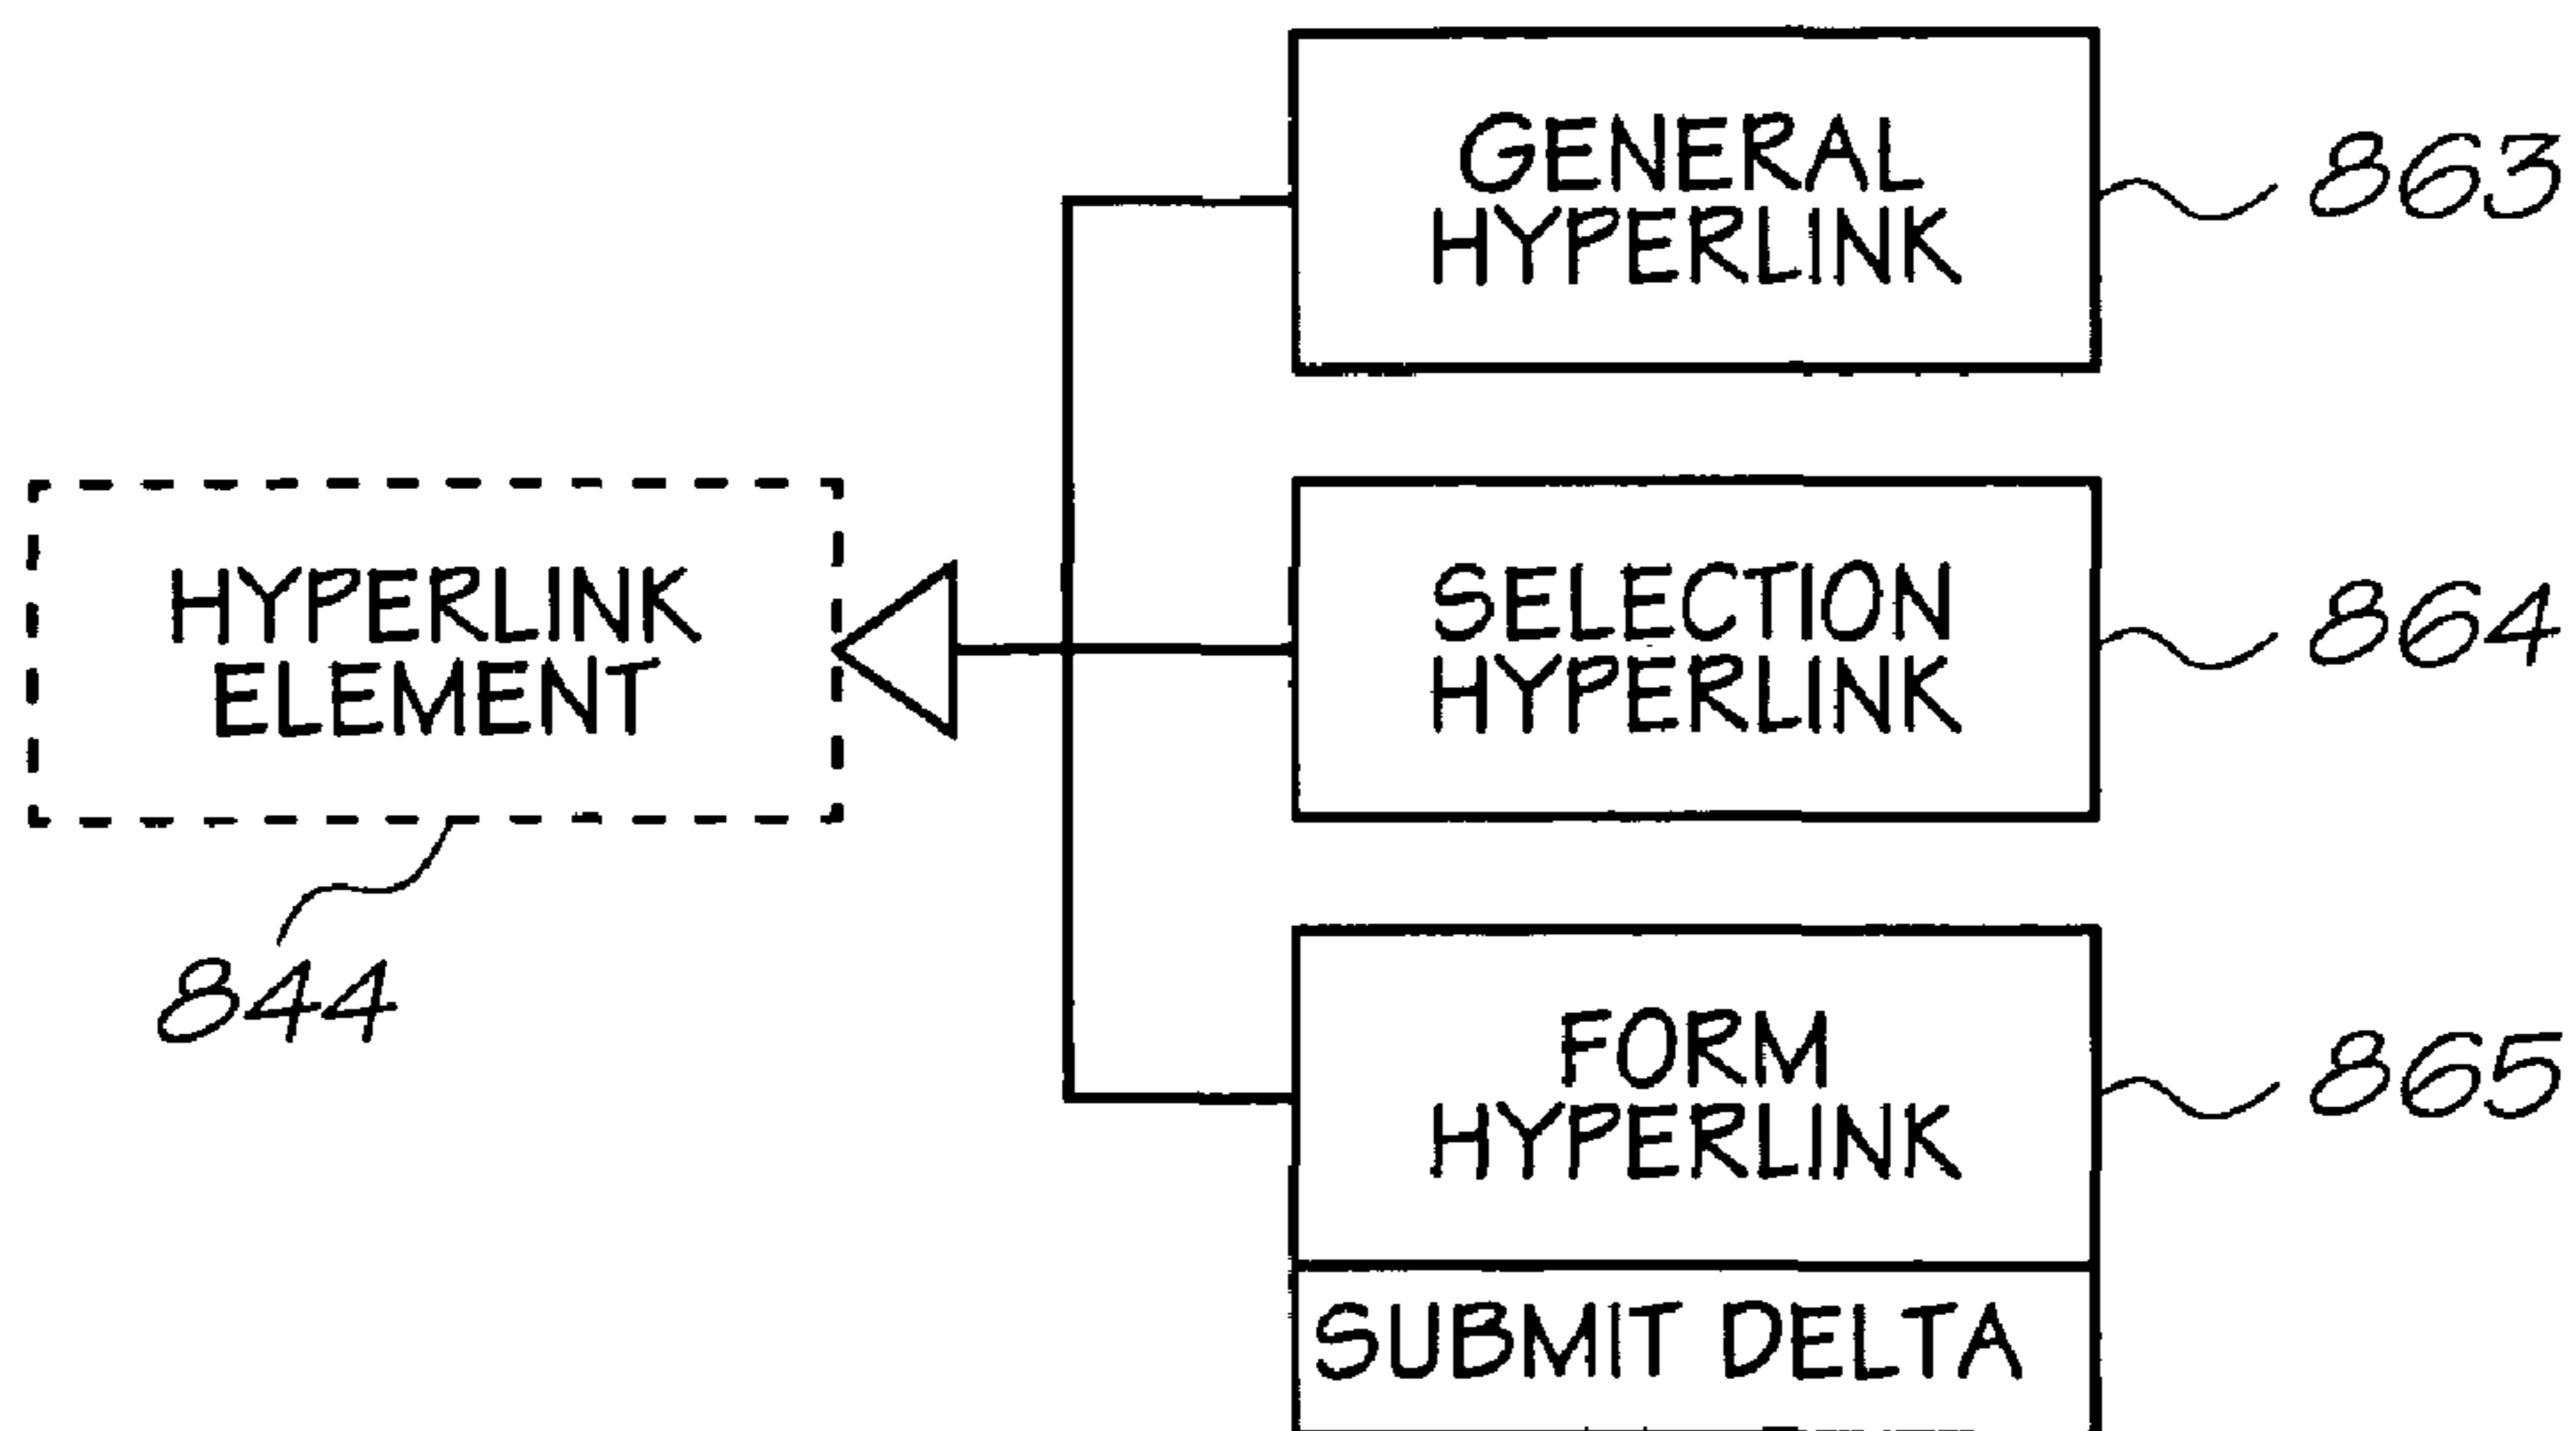 GENERAL
HYPERLINK
863
HYPERLINK
ELEMENT
844
SELECTION
HYPERLINK
864
FORM
HYPERLINK
865
SUBMIT DELTA